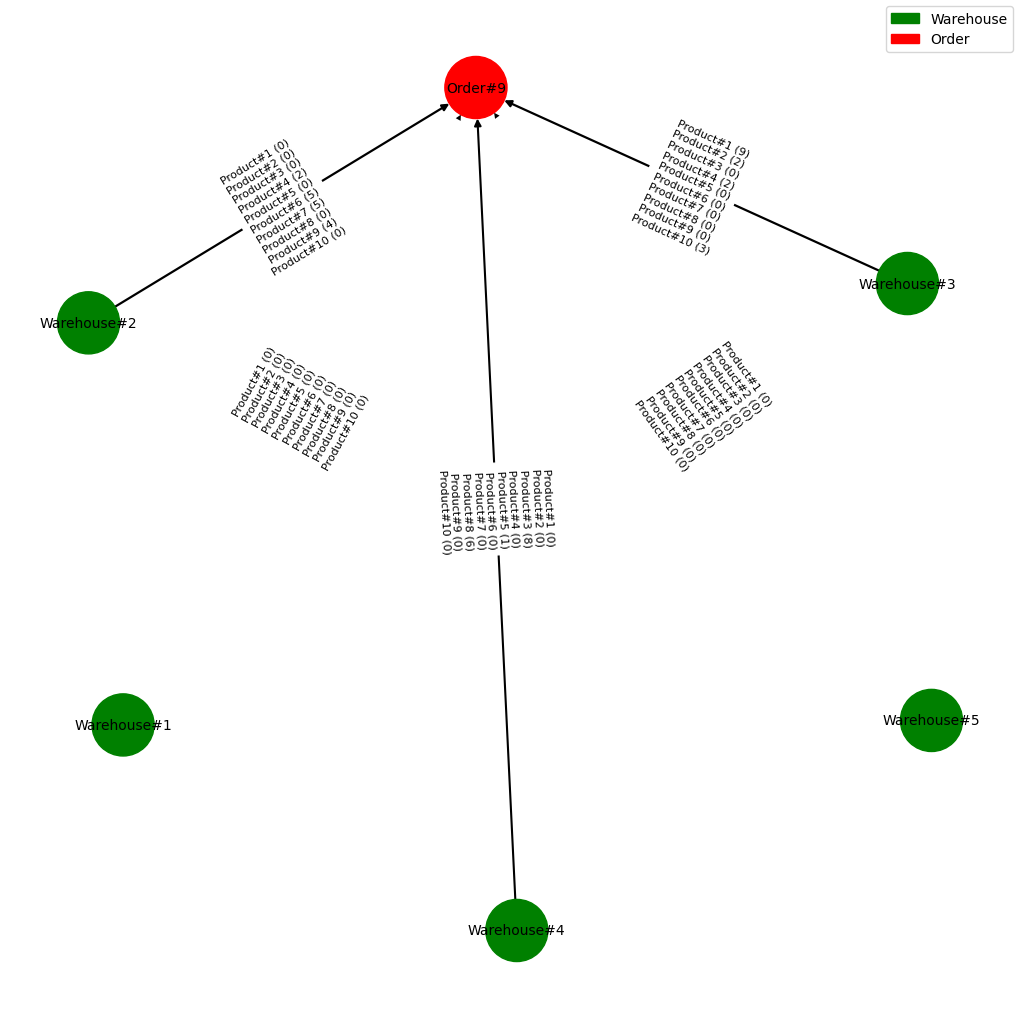 Warehouse
Order
Order#9
Product#1 (0)
Product#2 (0)
Product#3 (0)
Product#4 (2)
Product#5 (0)
Product#6 (5)
Product#7 (5)
Product#8 (0)
Product#9 (4)
Product#10 (0)
Product#1 (9)
Product#2 (2)
Product#3 (0)
Product#4 (2)
Product#5 (0)
Product#6 (0)
Product#7 (0)
Product#8 (0)
Product#9 (0)
Product#10 (3)
Warehouse#3
Warehouse#2
Product#1 (0)
Product#2 (0)
Product#3 (0)
Product#4 (0)
Product#5 (0)
Product#6 (0)
Product#7 (0)
Product#8 (0)
Product#9 (0)
Product#10 (0)
Product#1 (0)
Product#2 (0)
Product#3 (0)
Product#4 (0)
Product#5 (0)
Product#6 (0)
Product#7 (0)
Product#8 (0)
Product#9 (0)
Product#10 (0)
Product#1 (0)
Product#2 (0)
Product#3 (8)
Product#4 (0)
Product#5 (1)
Product#6 (0)
Product#7 (0)
Product#8 (6)
Product#9 (0)
Product#10 (0)
Warehouse#1
Warehouse#5
Warehouse#4